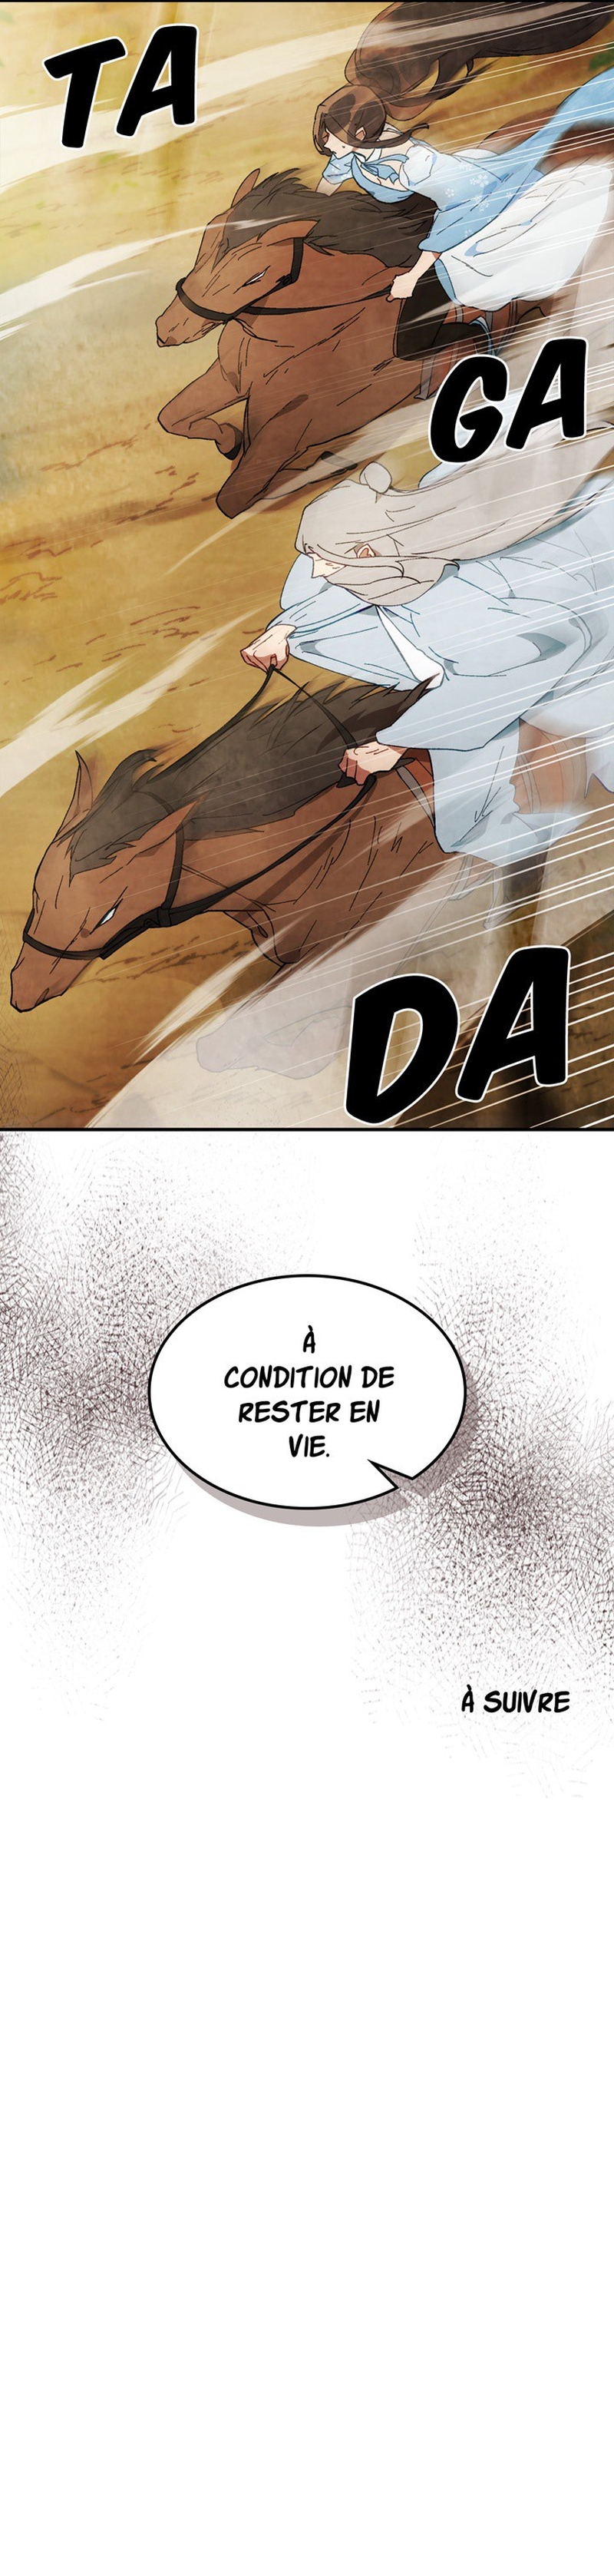 TA
GA
DA
À
CONDITION DE
RESTER EN
VIE.
À SUIVRE